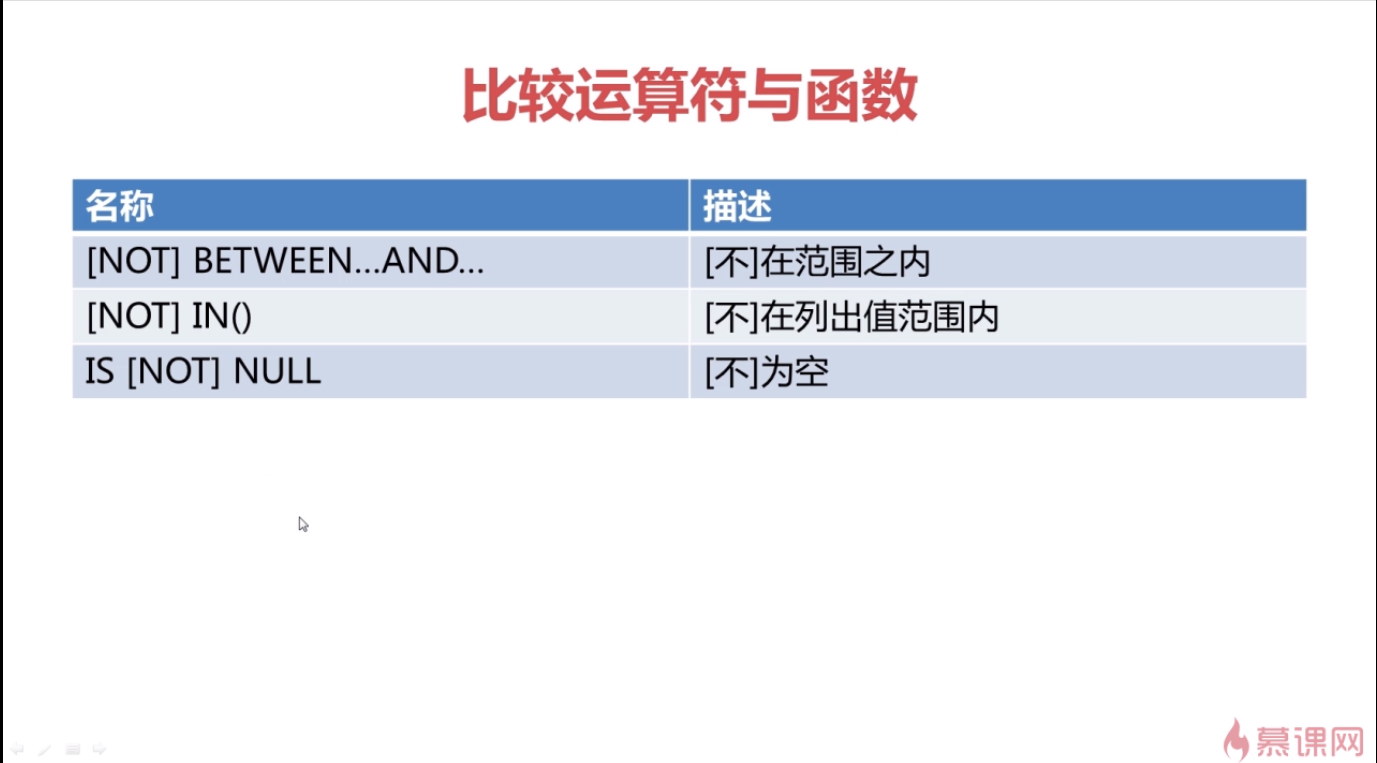 比较运算符与函数
名称 描述
[NOT] BETWEEN...AND... [不]在范围之内
[NOT] IN() [不]在列出值范围内
IS [NOT] NULL [不]为空
慕课网